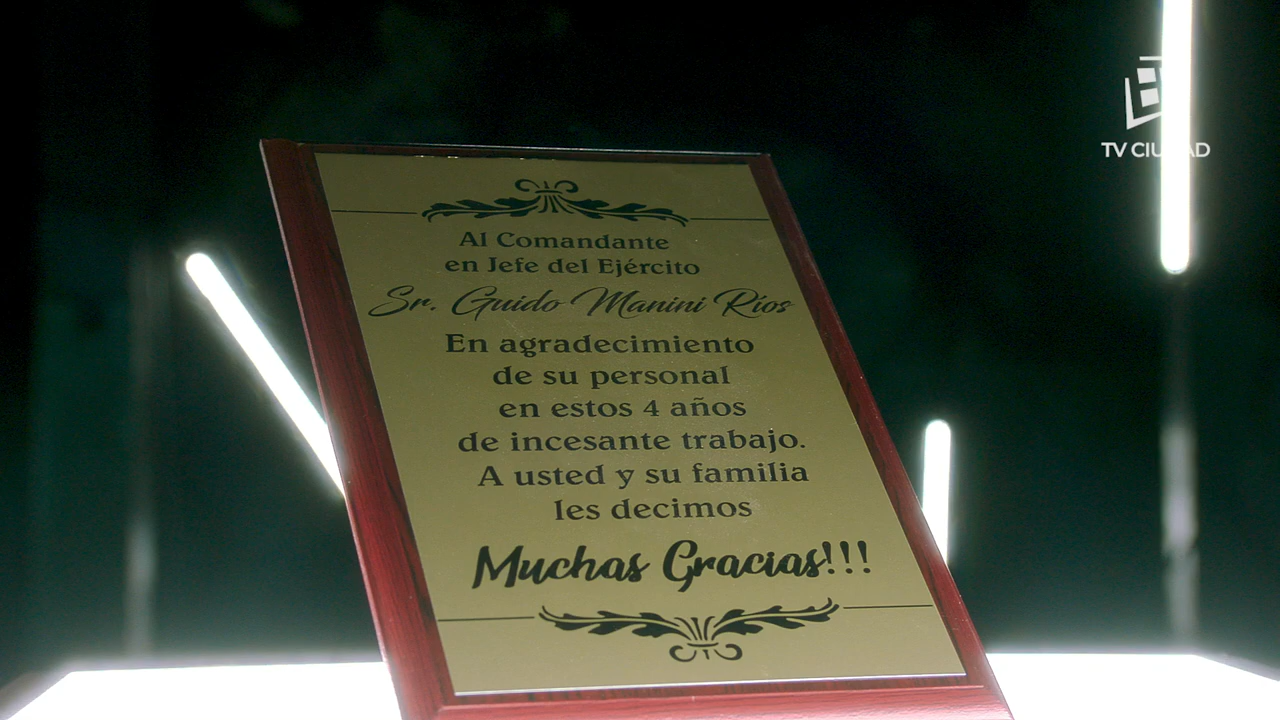 TV CIUDAD
Al Comandante
en Jefe del Ejército
Sr. Guido Manini Ríos
En agradecimiento
de su personal
en estos 4 años
de incesante trabajo.
A usted y su familia
les decimos
Muchas Gracias!!!